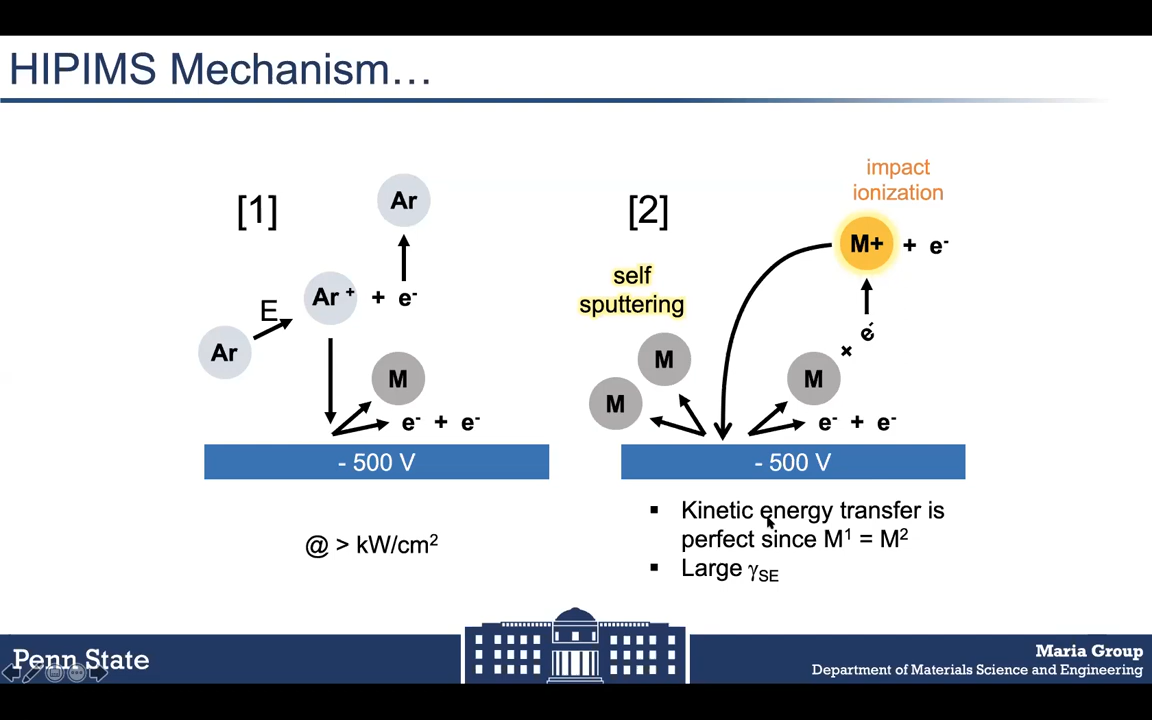 HIPIMS Mechanism…
[1]
Ar
E
Ar
Ar + + e-
M
e- + e-
- 500 V
@ > kW/cm2
[2]
impact
ionization
M+ + e-
self
sputtering
M
M
M + e-
e- + e-
- 500 V
▪ Kinetic energy transfer is
perfect since M1 = M2
▪ Large γSE
Penn State
Maria Group
Department of Materials Science and Engineering